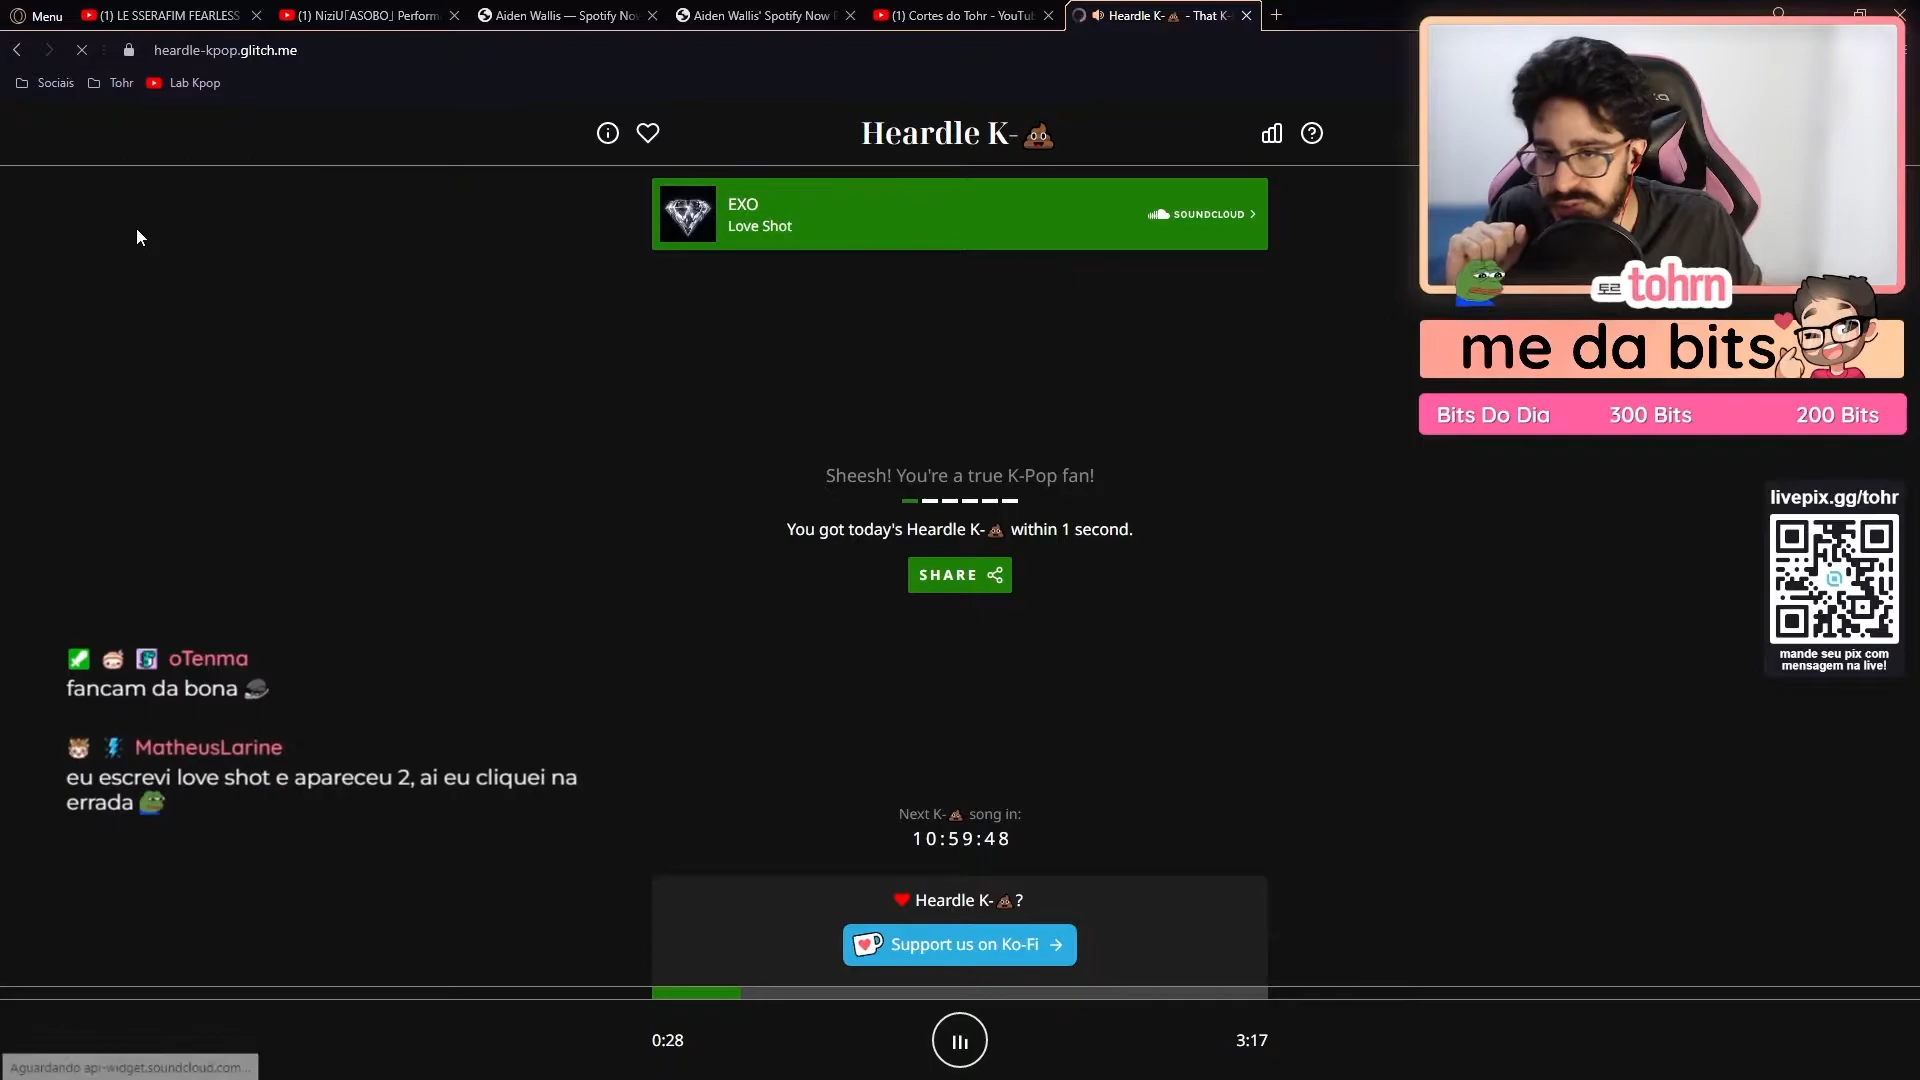 Menu
(1) LE SSERAFIM FEARLESS
(1) NiziU「ASOBO」 Perform
Aiden Wallis — Spotify No
Aiden Wallis' Spotify Now
(1) Cortes do Tohr - YouTu
Heardle K-💩 - That K-
heardle-kpop.glitch.me
Sociais
Tohr
Lab Kpop
Heardle K-💩
EXO
Love Shot
SOUNDCLOUD
토르 tohrn
me da bits
Bits Do Dia 300 Bits 200 Bits
Sheesh! You're a true K-Pop fan!
You got today's Heardle K-💩 within 1 second.
SHARE
livepix.gg/tohr
mande seu pix com
mensagem na live!
oTenma
fancam da bona
MatheusLarine
eu escrevi love shot e apareceu 2, ai eu cliquei na
errada
Next K-💩 song in:
10:59:48
❤ Heardle K-💩?
Support us on Ko-Fi
0:28
3:17
Aguardando api-widget.soundcloud.com...